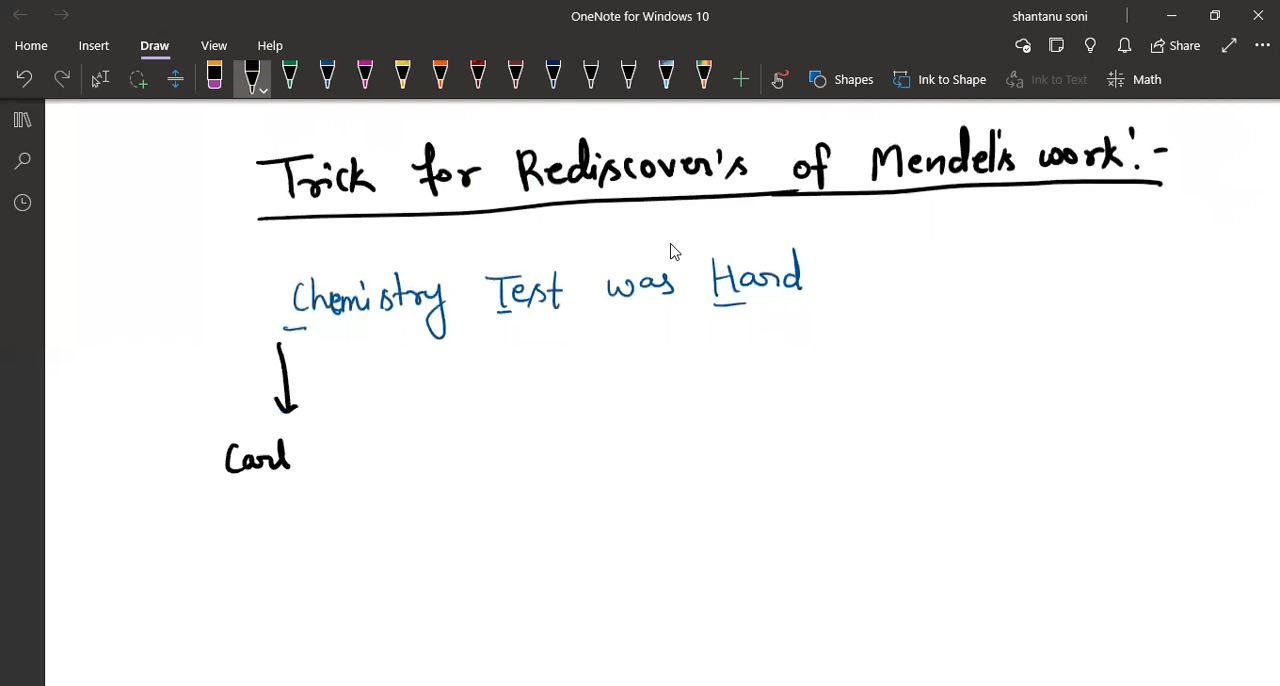 OneNote for Windows 10
shantanu soni
Home Insert Draw View Help
Share
Shapes Ink to Shape Ink to Text Math
Trick for Rediscover's of Mendel's work:-
Chemistry Test was Hard
Carl